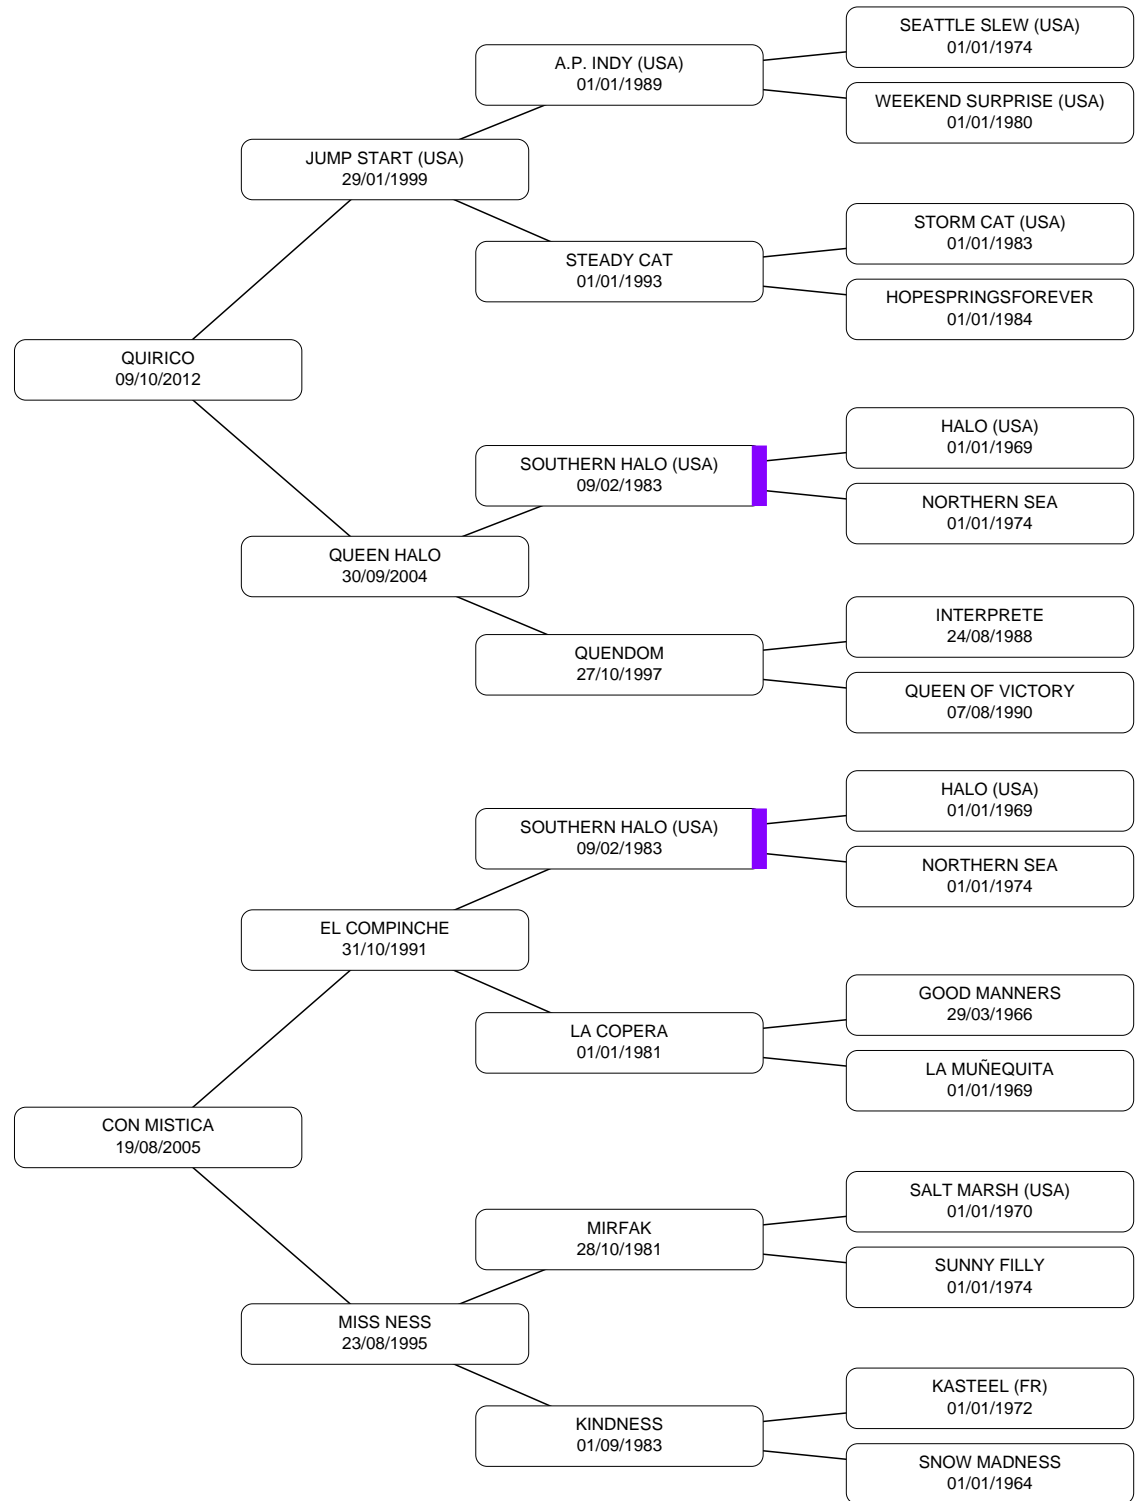 SEATTLE SLEW (USA)
01/01/1974
A.P. INDY (USA)
01/01/1989
WEEKEND SURPRISE (USA)
01/01/1980
JUMP START (USA)
29/01/1999
STORM CAT (USA)
01/01/1983
STEADY CAT
01/01/1993
HOPESPRINGSFOREVER
01/01/1984
QUIRICO
09/10/2012
HALO (USA)
01/01/1969
SOUTHERN HALO (USA)
09/02/1983
NORTHERN SEA
01/01/1974
QUEEN HALO
30/09/2004
INTERPRETE
24/08/1988
QUENDOM
27/10/1997
QUEEN OF VICTORY
07/08/1990
HALO (USA)
01/01/1969
SOUTHERN HALO (USA)
09/02/1983
NORTHERN SEA
01/01/1974
EL COMPINCHE
31/10/1991
GOOD MANNERS
29/03/1966
LA COPERA
01/01/1981
LA MUÑEQUITA
01/01/1969
CON MISTICA
19/08/2005
SALT MARSH (USA)
01/01/1970
MIRFAK
28/10/1981
SUNNY FILLY
01/01/1974
MISS NESS
23/08/1995
KASTEEL (FR)
01/01/1972
KINDNESS
01/09/1983
SNOW MADNESS
01/01/1964